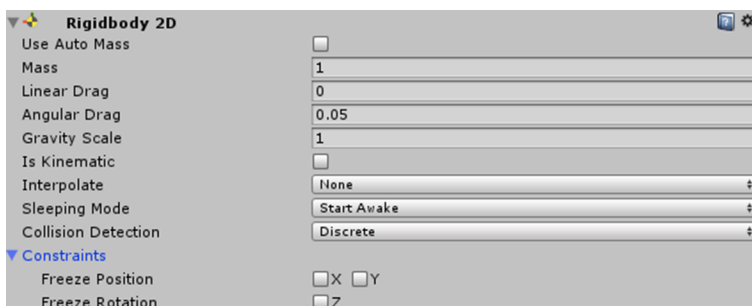 Rigidbody 2D
Use Auto Mass
Mass 1
Linear Drag 0
Angular Drag 0.05
Gravity Scale 1
Is Kinematic
Interpolate None
Sleeping Mode Start Awake
Collision Detection Discrete
Constraints
Freeze Position X Y
Freeze Rotation Z